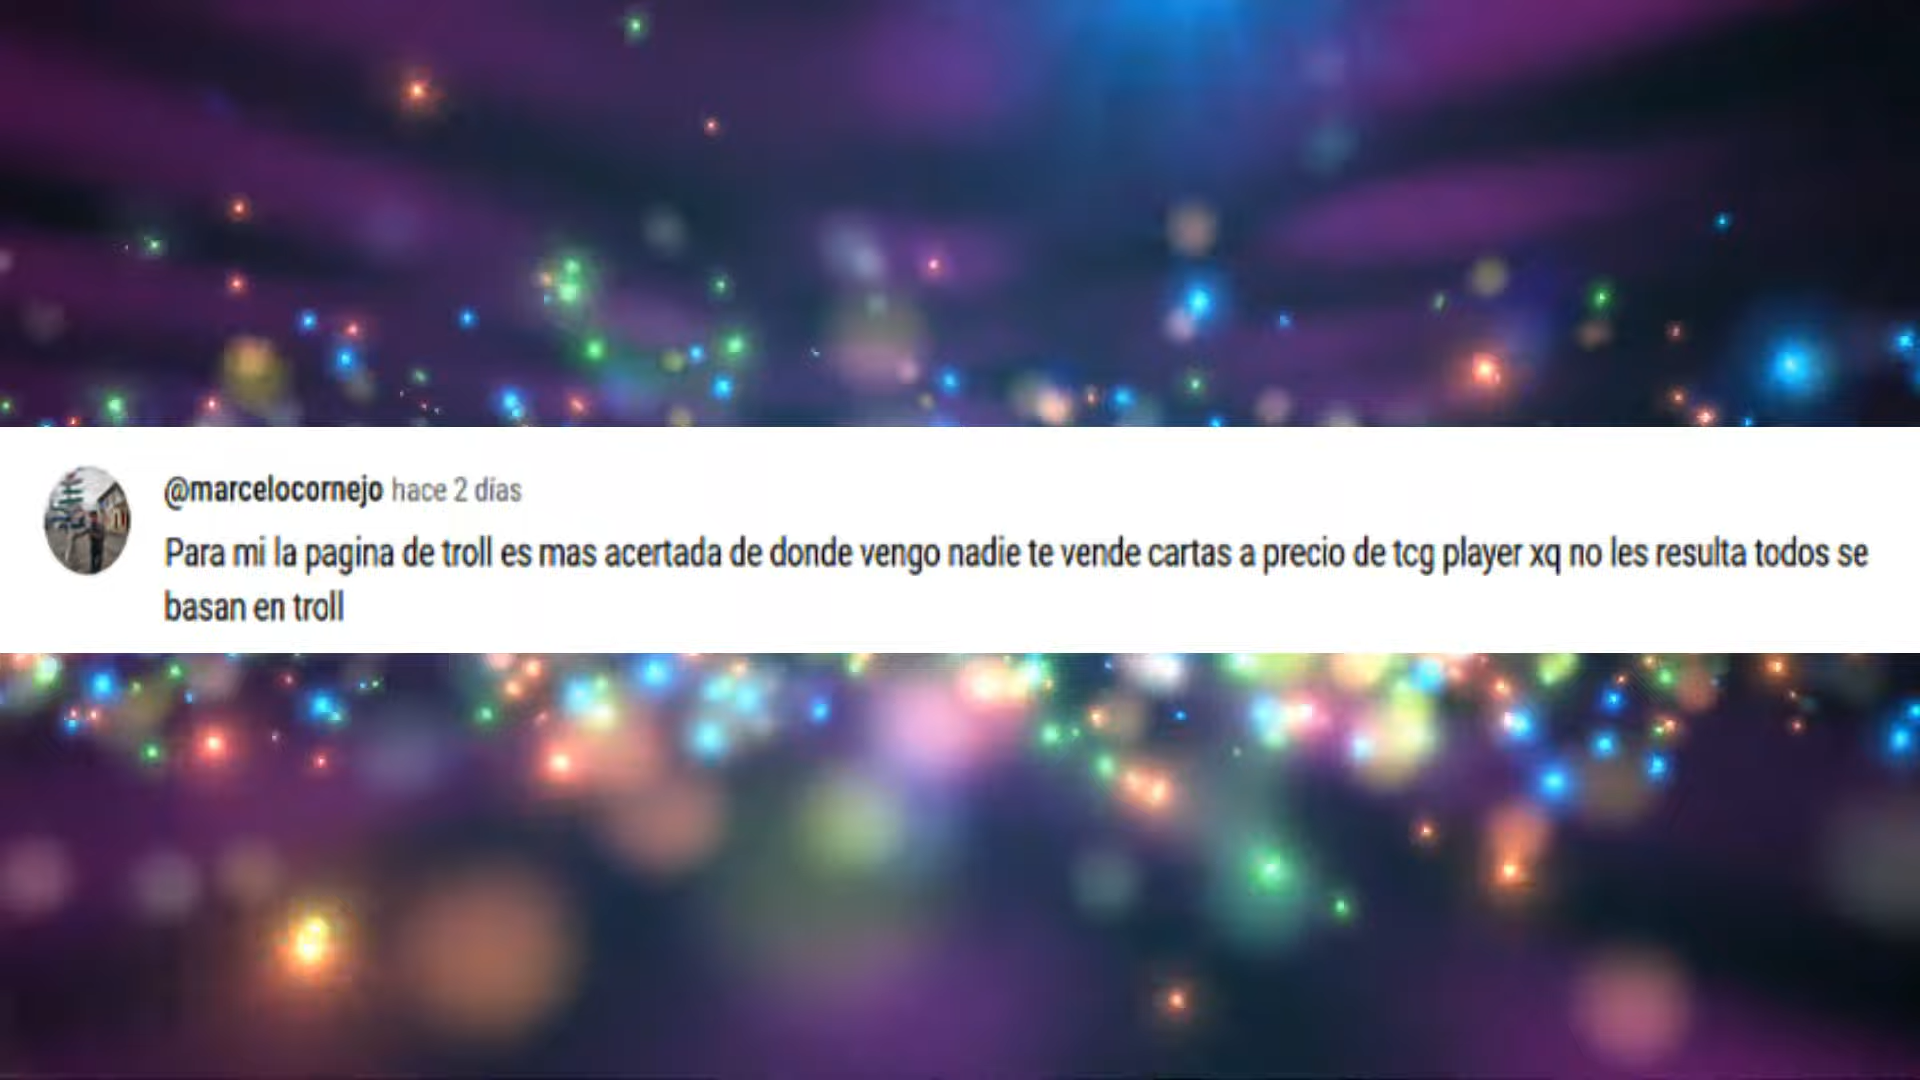 @marcelocornejo hace 2 días
Para mi la pagina de troll es mas acertada de donde vengo nadie te vende cartas a precio de tcg player xq no les resulta todos se
basan en troll